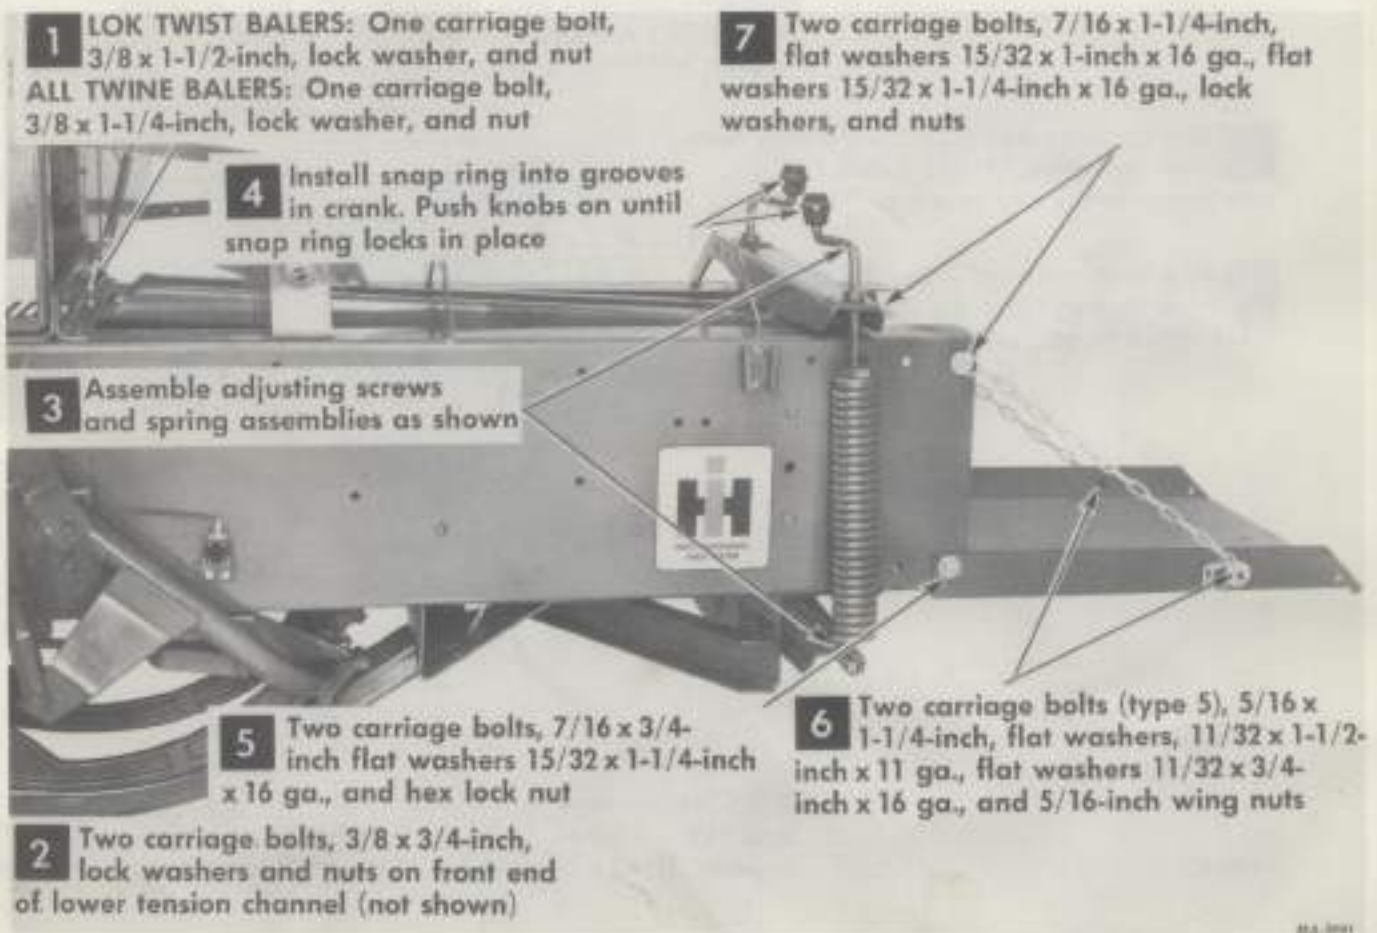 1 LOK TWIST BALERS: One carriage bolt,
3/8 x 1-1/2-inch, lock washer, and nut
ALL TWINE BALERS: One carriage bolt,
3/8 x 1-1/4-inch, lock washer, and nut
7 Two carriage bolts, 7/16 x 1-1/4-inch,
flat washers 15/32 x 1-inch x 16 ga., flat
washers 15/32 x 1-1/4-inch x 16 ga., lock
washers, and nuts
4 Install snap ring into grooves
in crank. Push knobs on until
snap ring locks in place
3 Assemble adjusting screws
and spring assemblies as shown
IH
5 Two carriage bolts, 7/16 x 3/4-
inch flat washers 15/32 x 1-1/4-inch
x 16 ga., and hex lock nut
6 Two carriage bolts (type 5), 5/16 x
1-1/4-inch, flat washers, 11/32 x 1-1/2-
inch x 11 ga., flat washers 11/32 x 3/4-
inch x 16 ga., and 5/16-inch wing nuts
2 Two carriage bolts, 3/8 x 3/4-inch,
lock washers and nuts on front end
of lower tension channel (not shown)